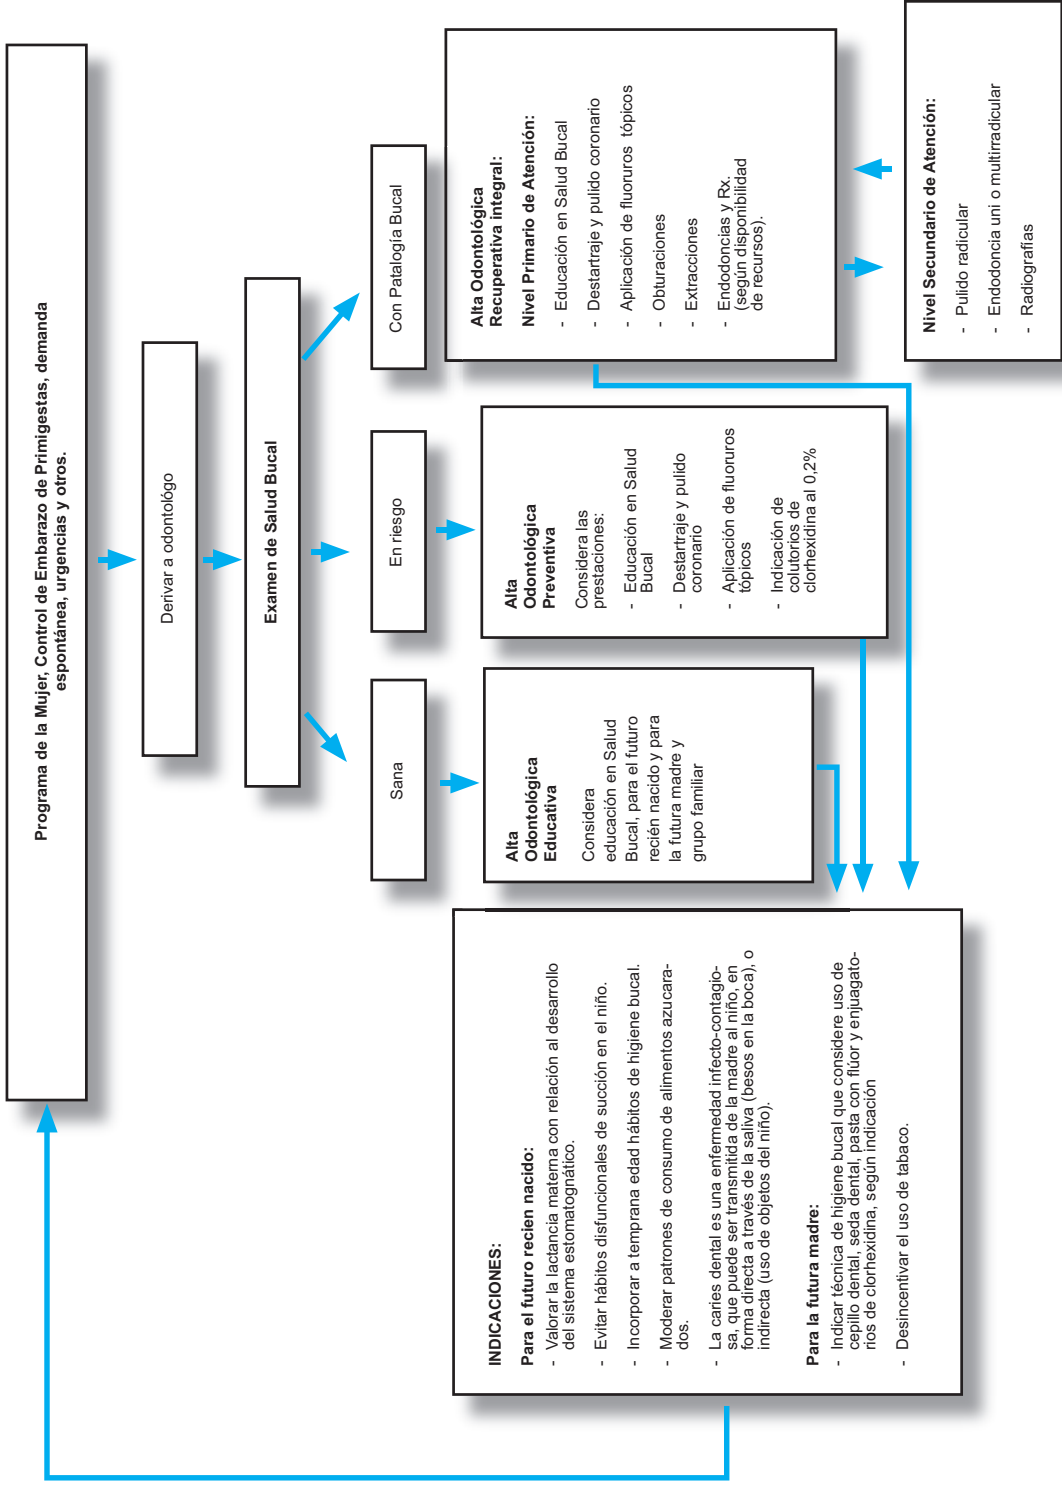 Programa de la Mujer, Control de Embarazo de Primigestas, demanda
espontánea, urgencias y otros.
Derivar a odontológo
Examen de Salud Bucal
Sana
En riesgo
Con Patalogía Bucal
Alta
Odontológica
Educativa
Considera
educación en Salud
Bucal, para el futuro
recién nacido y para
la futura madre y
grupo familiar
Alta
Odontológica
Preventiva
Considera las
prestaciones:
- Educación en Salud
Bucal
- Destartraje y pulido
coronario
- Aplicación de fluoruros
tópicos
- Indicación de
colutorios de
clorhexidina al 0,2%
Alta Odontológica
Recuperativa integral:
Nivel Primario de Atención:
- Educación en Salud Bucal
- Destartraje y pulido coronario
- Aplicación de fluoruros tópicos
- Obturaciones
- Extracciones
- Endodoncias y Rx.
(según disponibilidad
de recursos).
Nivel Secundario de Atención:
- Pulido radicular
- Endodoncia uni o multirradicular
- Radiografías
INDICACIONES:
Para el futuro recien nacido:
- Valorar la lactancia materna con relación al desarrollo
del sistema estomatognático.
- Evitar hábitos disfuncionales de succión en el niño.
- Incorporar a temprana edad hábitos de higiene bucal.
- Moderar patrones de consumo de alimentos azucara-
dos.
- La caries dental es una enfermedad infecto-contagio-
sa, que puede ser transmitida de la madre al niño, en
forma directa a través de la saliva (besos en la boca), o
indirecta (uso de objetos del niño).
Para la futura madre:
- Indicar técnica de higiene bucal que considere uso de
cepillo dental, seda dental, pasta con flúor y enjuagato-
rios de clorhexidina, según indicación
- Desincentivar el uso de tabaco.